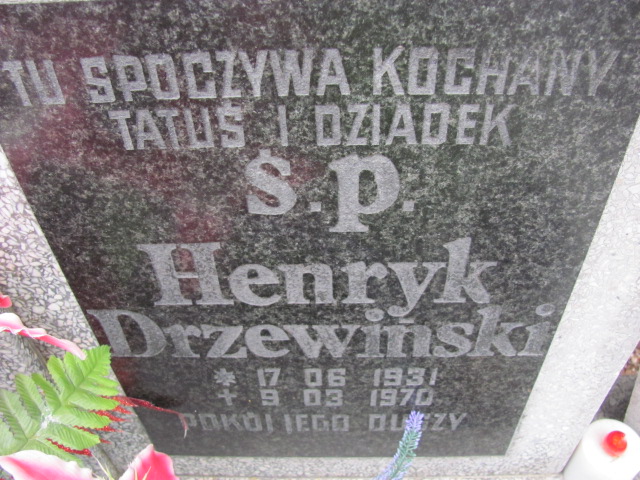 TU SPOCZYWA KOCHANY
TATUŚ I DZIADEK
Ś.P.
Henryk
Drzewiński
* 17 06 1931
+ 9 03 1970
POKÓJ JEGO DUSZY